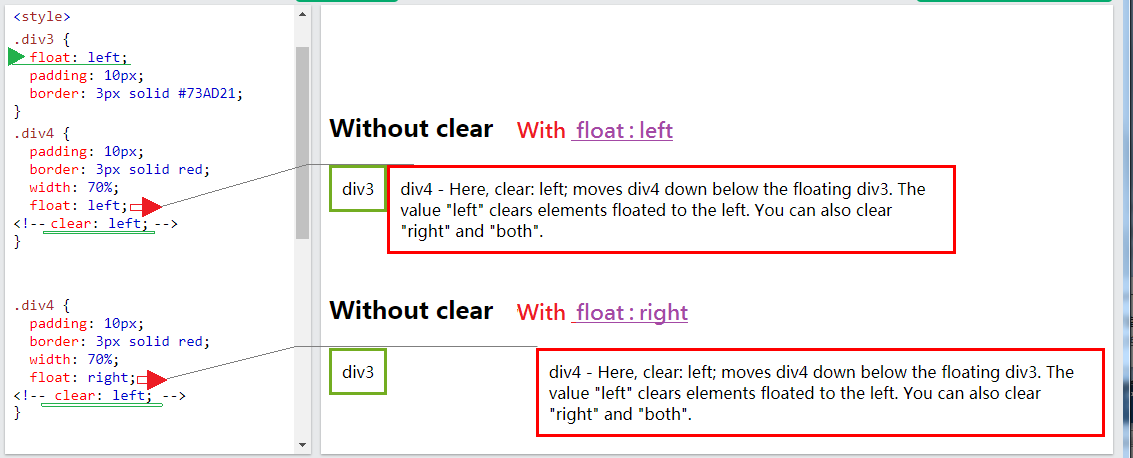 <style>
.div3 {
float: left;
padding: 10px;
border: 3px solid #73AD21;
}
.div4 {
padding: 10px;
border: 3px solid red;
width: 70%;
float: left;
<!-- clear: left; -->
}
.div4 {
padding: 10px;
border: 3px solid red;
width: 70%;
float: right;
<!-- clear: left; -->
}
Without clear With float:left
div3
div4 - Here, clear: left; moves div4 down below the floating div3. The
value "left" clears elements floated to the left. You can also clear
"right" and "both".
Without clear With float:right
div3
div4 - Here, clear: left; moves div4 down below the floating div3. The
value "left" clears elements floated to the left. You can also clear
"right" and "both".